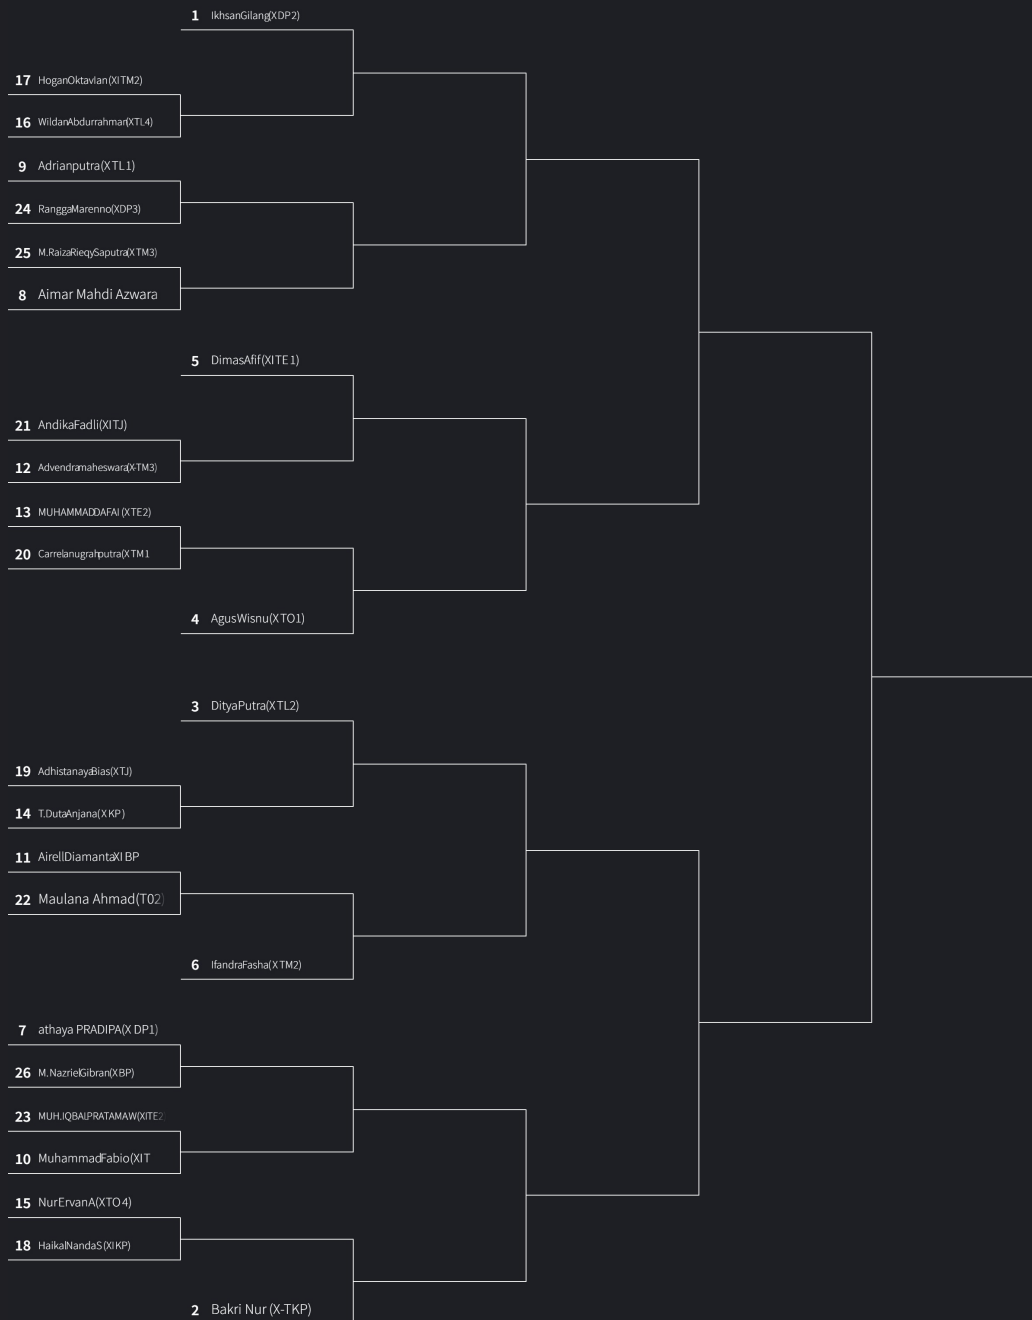 1 IkhsanGilang(XDP2)
17 HoganOktavIan(XITM2)
16 WildanAbdurrahman(XTL4)
9 Adrianputra(XTL1)
24 RanggaMarenno(XDP3)
25 M.RaizaRieqySaputra(XTM3)
8 Aimar Mahdi Azwara
5 DimasAfif(XITE1)
21 AndikaFadli(XITJ)
12 Advendramaheswara(X-TM3)
13 MUHAMMADDAFAI(XTE2)
20 Carrelanugrahputra(XTM1
4 AgusWisnu(XTO1)
3 DityaPutra(XTL2)
19 AdhistanayaBias(XTJ)
14 T.DutaAnjana(XKP)
11 AirellDiamantaXI BP
22 Maulana Ahmad(T02)
6 IfandraFasha(XTM2)
7 athaya PRADIPA(X DP1)
26 M.NazrielGibran(XBP)
23 MUH.IQBALPRATAMAW(XITE2
10 MuhammadFabio(XIT
15 NurErvanA(XTO4)
18 HaikalNandaS(XIKP)
2 Bakri Nur (X-TKP)